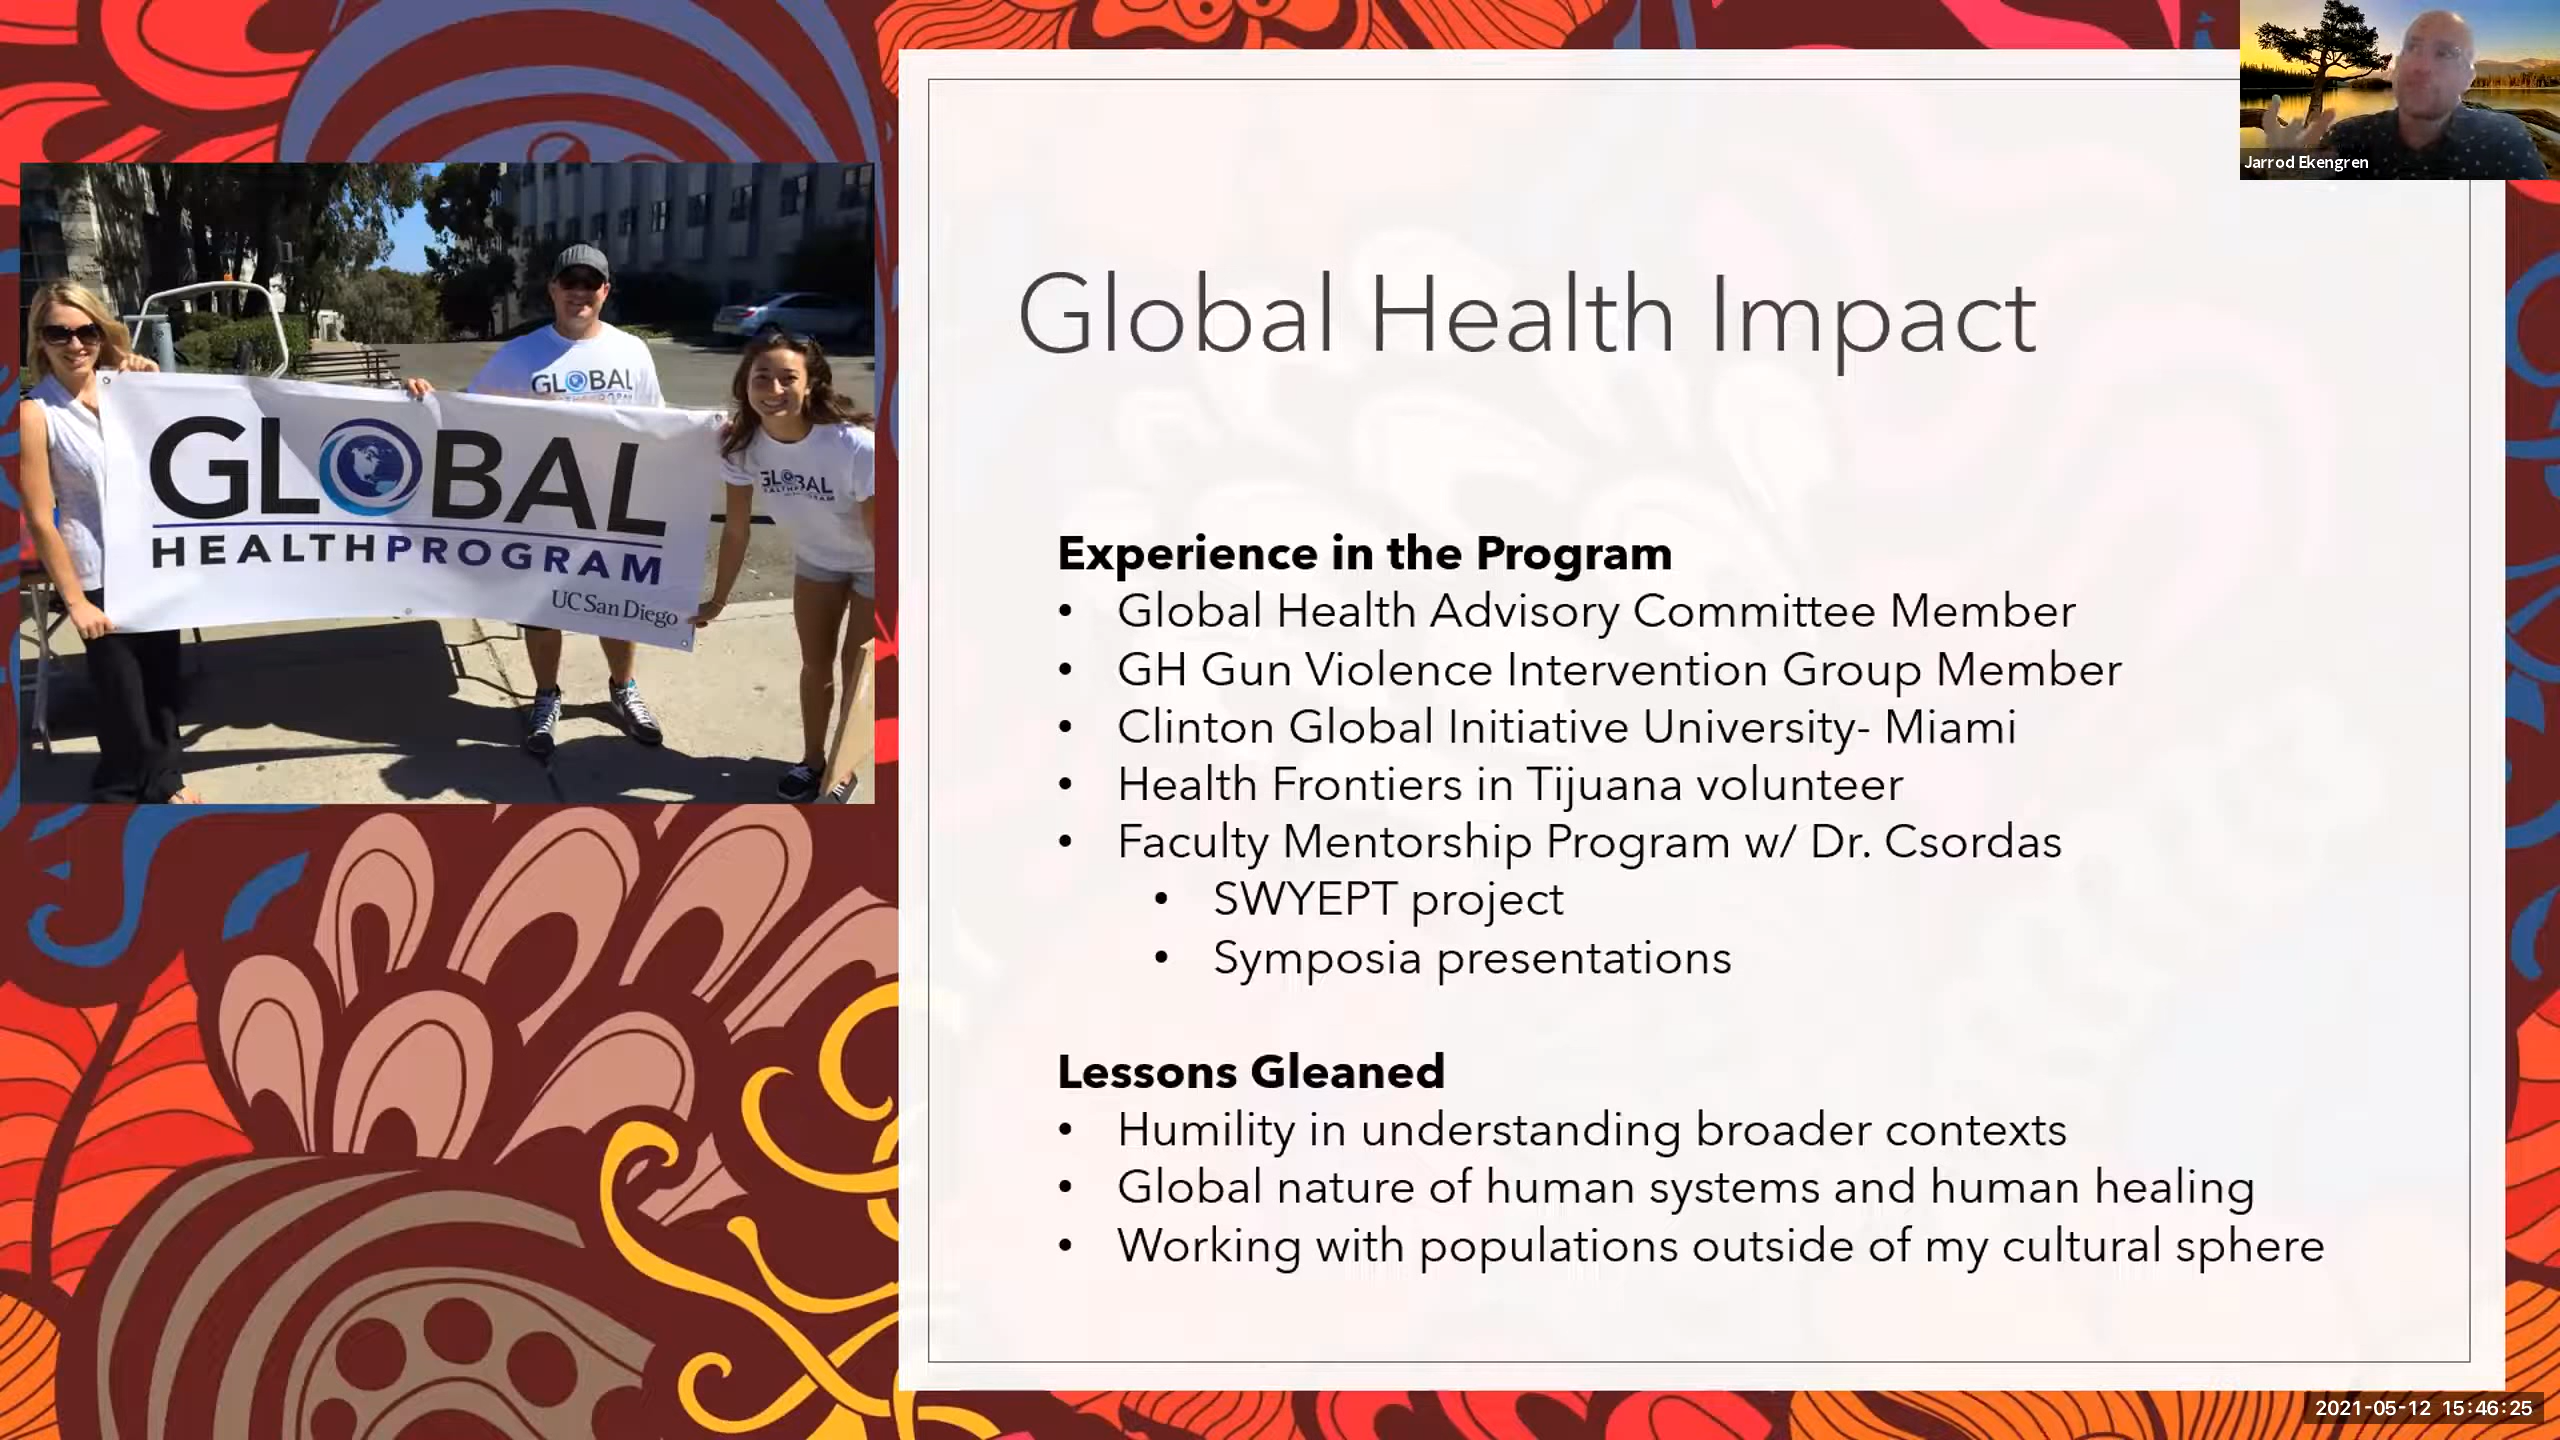 Jarrod Ekengren
GLOBAL
GLOBAL
HEALTHPROGRAM
UC San Diego
GLOBAL
Global Health Impact
Experience in the Program
• Global Health Advisory Committee Member
• GH Gun Violence Intervention Group Member
• Clinton Global Initiative University- Miami
• Health Frontiers in Tijuana volunteer
• Faculty Mentorship Program w/ Dr. Csordas
• SWYEPT project
• Symposia presentations
Lessons Gleaned
• Humility in understanding broader contexts
• Global nature of human systems and human healing
• Working with populations outside of my cultural sphere
2021-05-12 15:46:25